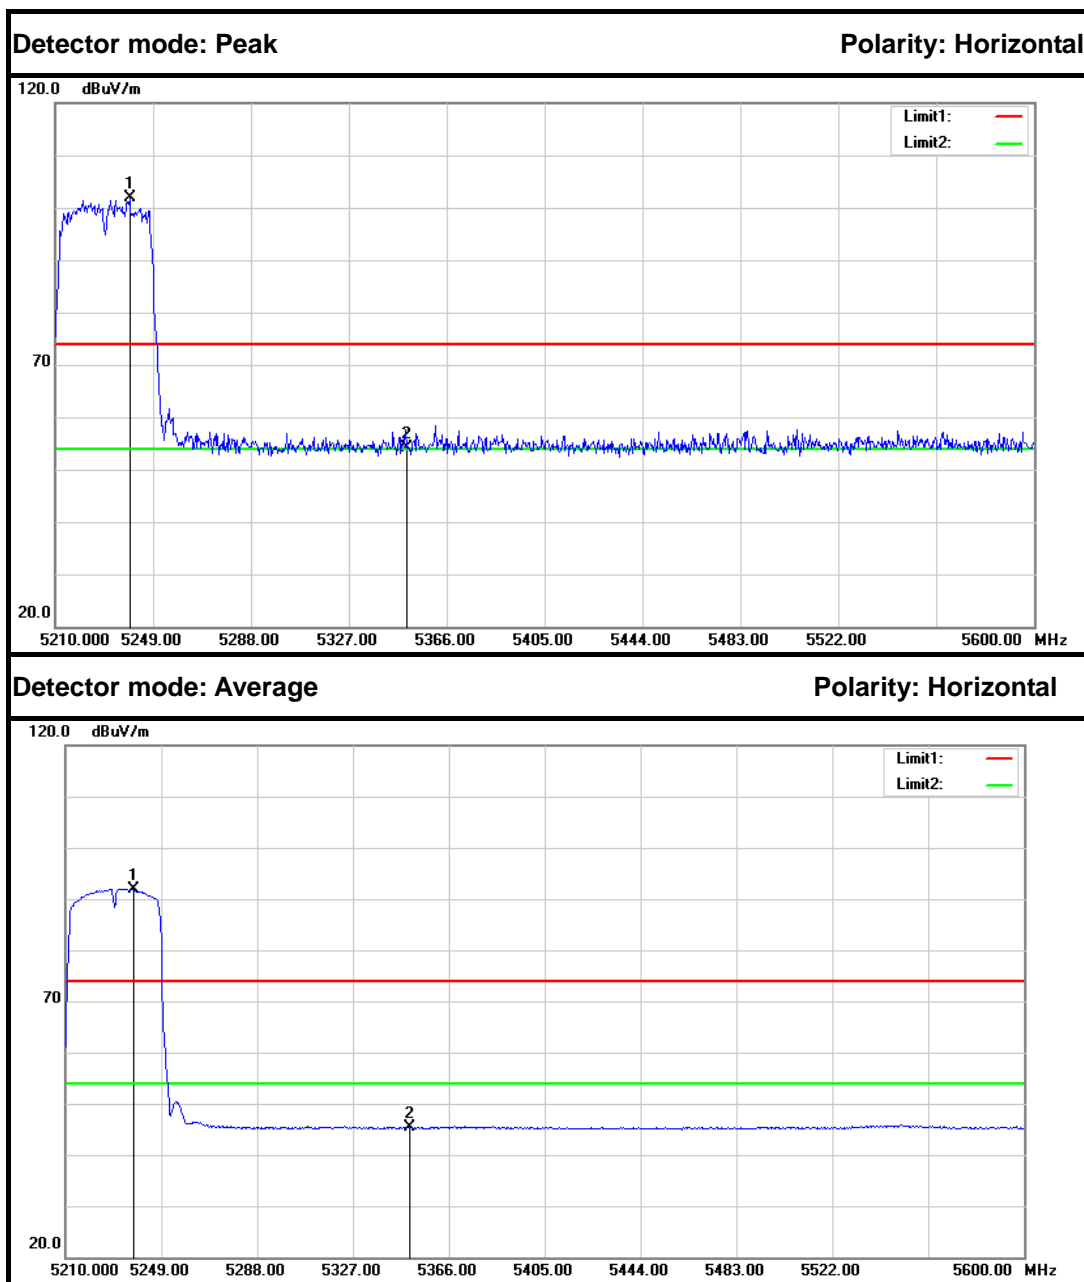 Detector mode: Peak Polarity: Horizontal
120.0 dBuV/m
Limit1:
Limit2:
1
70
2
20.0
5210.000 5249.00 5288.00 5327.00 5366.00 5405.00 5444.00 5483.00 5522.00 5600.00 MHz
Detector mode: Average Polarity: Horizontal
120.0 dBuV/m
Limit1:
Limit2:
1
70
2
20.0
5210.000 5249.00 5288.00 5327.00 5366.00 5405.00 5444.00 5483.00 5522.00 5600.00 MHz